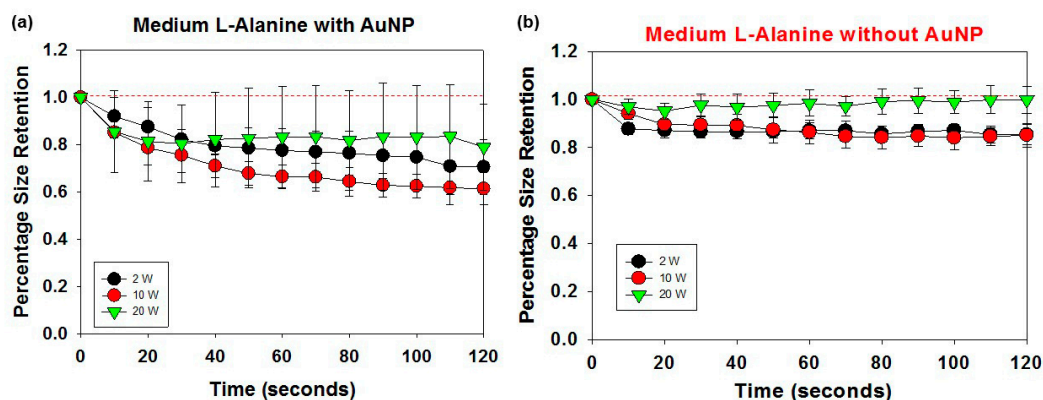 (a)
Medium L-Alanine with AuNP
Percentage Size Retention
1.2
1.0
0.8
0.6
0.4
0.2
0.0
2 W
10 W
20 W
0 20 40 60 80 100 120
Time (seconds)
(b)
Medium L-Alanine without AuNP
Percentage Size Retention
1.2
1.0
0.8
0.6
0.4
0.2
0.0
2 W
10 W
20 W
0 20 40 60 80 100 120
Time (seconds)